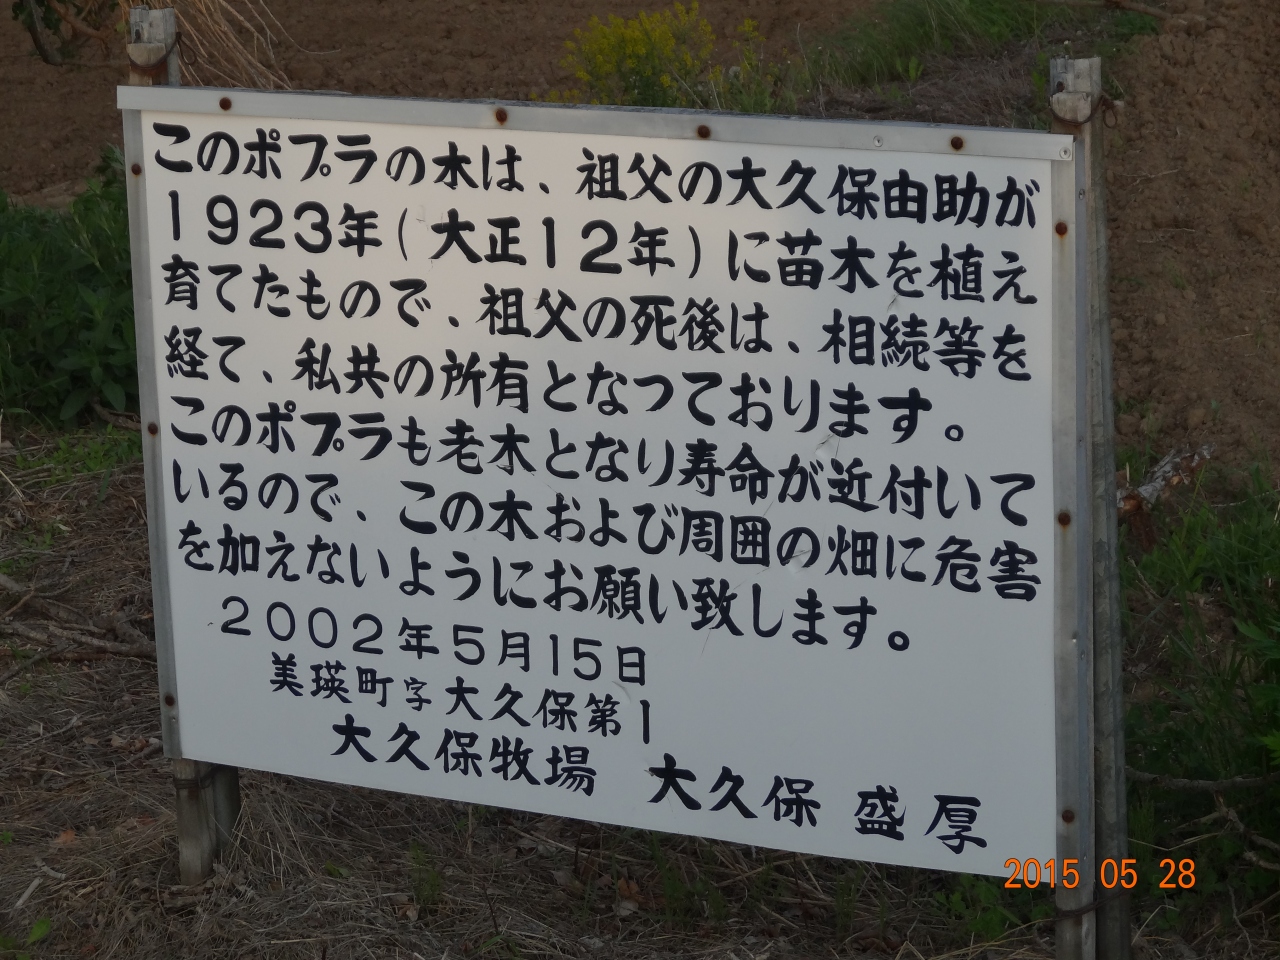 このポプラの木は、祖父の大久保由助が
1923年(大正12年)に苗木を植え
育てたもので、祖父の死後は、相続等を
経て、私共の所有となつております。
このポプラも老木となり寿命が近付いて
いるので、この木および周囲の畑に危害
を加えないようにお願い致します。
2002年5月15日
美瑛町字大久保第1
大久保牧場 大久保 盛厚
2015 05 28